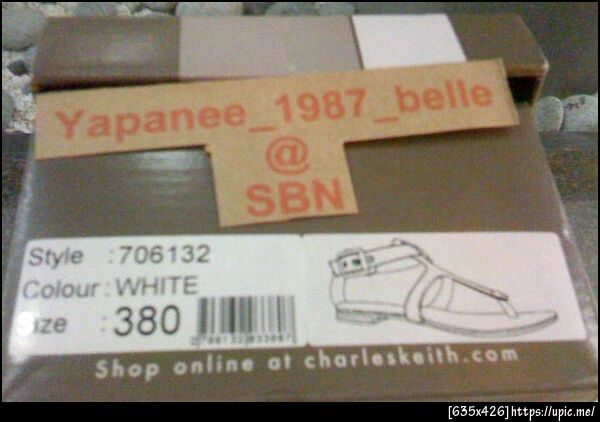 Yapanee_1987_belle
@
SBN
Style : 706132
Colour : WHITE
Size : 380
Shop online at charleskeith.com
[635x426]https://upic.me/